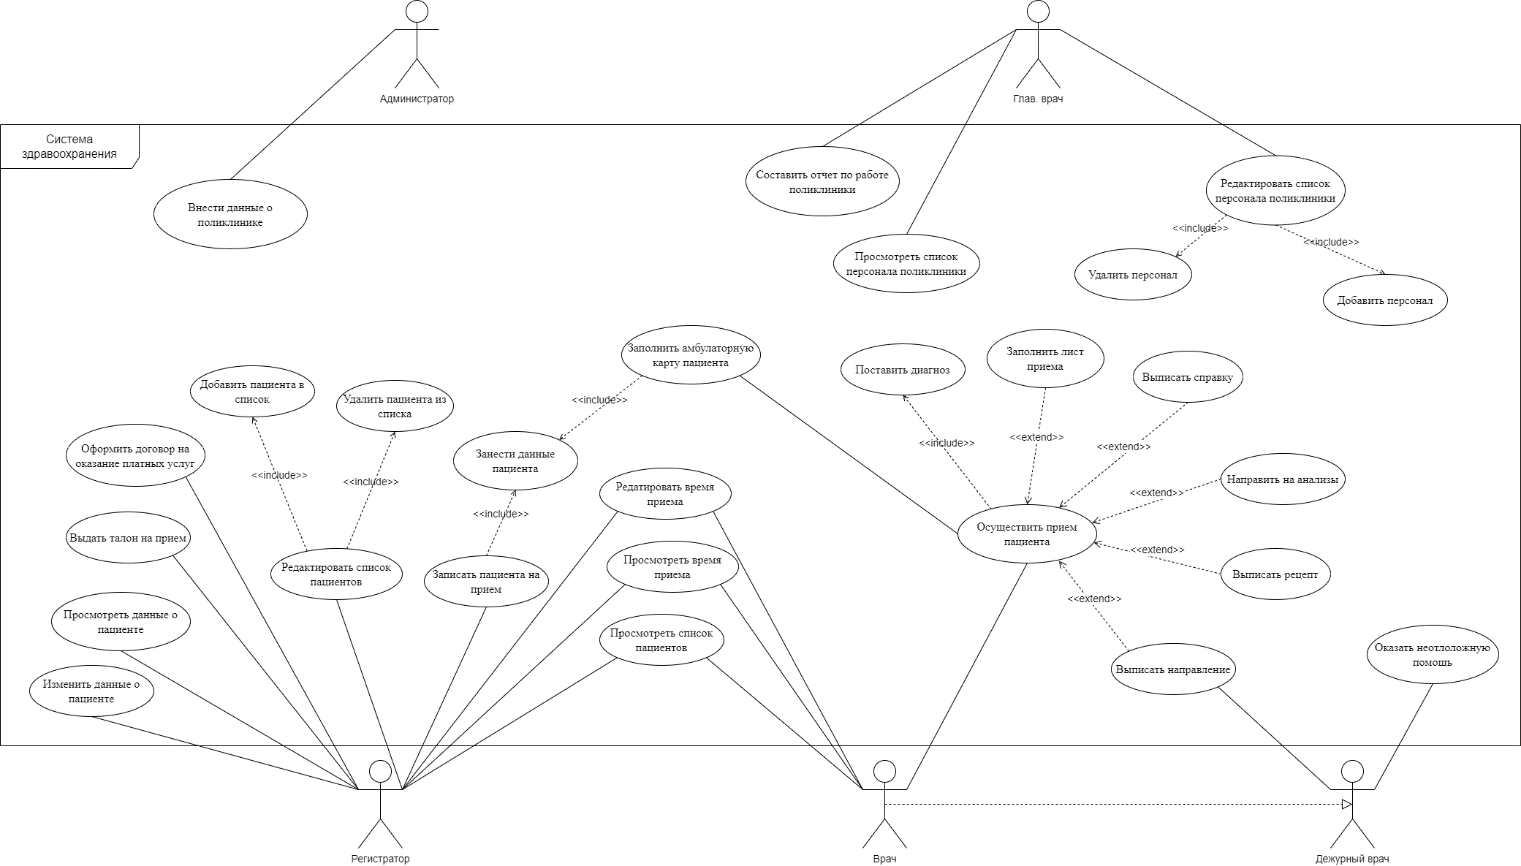 Администратор
Глав. врач
Система
здравоохранения
Внести данные о
поликлинике
Составить отчет по работе
поликлиники
Просмотреть список
персонала поликлиники
Редактировать список
персонала поликлиники
<<include>>
<<include>>
Удалить персонал
Добавить персонал
Заполнить амбулаторную
карту пациента
Поставить диагноз
Заполнить лист
приема
Выписать справку
Добавить пациента в
список
Удалить пациента из
списка
<<include>>
<<include>>
<<extend>>
<<extend>>
Оформить договор на
оказание платных услуг
<<include>>
<<include>>
Занести данные
пациента
Редатировать время
приема
Направить на анализы
<<extend>>
<<include>>
Выдать талон на прием
Осуществить прием
пациента
<<extend>>
Редактировать список
пациентов
Записать пациента на
прием
Просмотреть время
приема
Выписать рецепт
<<extend>>
Просмотреть данные о
пациенте
Просмотреть список
пациентов
Изменить данные о
пациенте
Выписать направление
Оказать неотлоложную
помощь
Регистратор
Врач
Дежурный врач